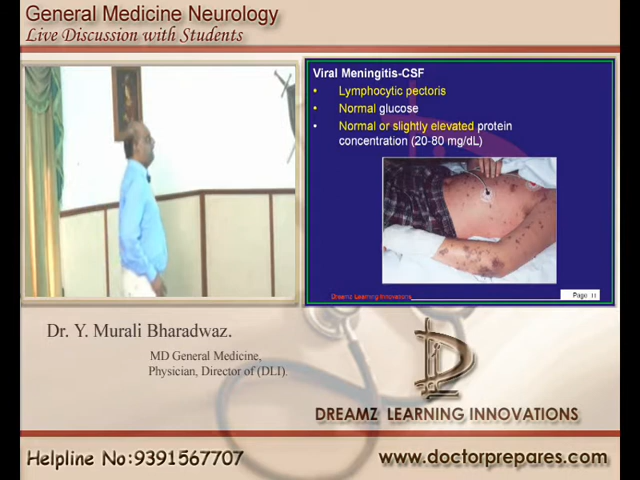 General Medicine Neurology
Live Discussion with Students
Viral Meningitis-CSF
• Lymphocytic pectoris
• Normal glucose
• Normal or slightly elevated protein
concentration (20-80 mg/dL)
Dreamz Learning Innovations
Page 11
Dr. Y. Murali Bharadwaz.
MD General Medicine,
Physician, Director of (DLI).
DREAMZ LEARNING INNOVATIONS
Helpline No:9391567707
www.doctorprepares.com